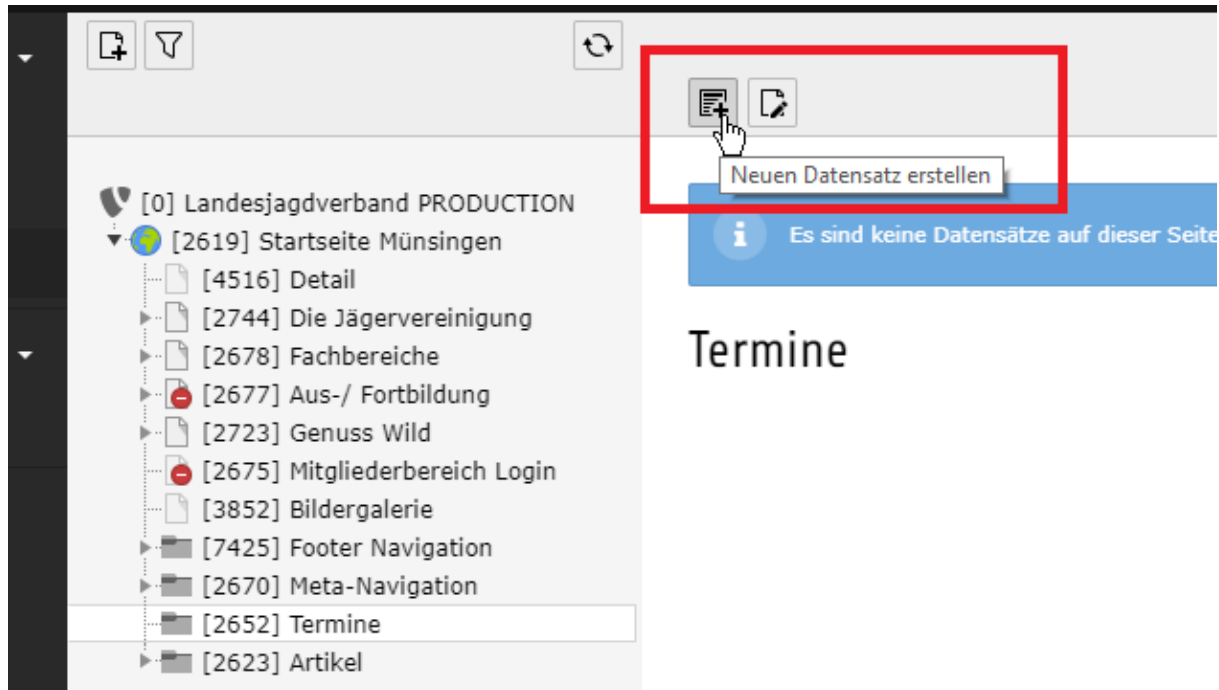 Neuen Datensatz erstellen
[0] Landesjagdverband PRODUCTION
[2619] Startseite Münsingen
[4516] Detail
[2744] Die Jägervereinigung
[2678] Fachbereiche
[2677] Aus-/ Fortbildung
[2723] Genuss Wild
[2675] Mitgliederbereich Login
[3852] Bildergalerie
[7425] Footer Navigation
[2670] Meta-Navigation
[2652] Termine
[2623] Artikel
Es sind keine Datensätze auf dieser Seite
Termine